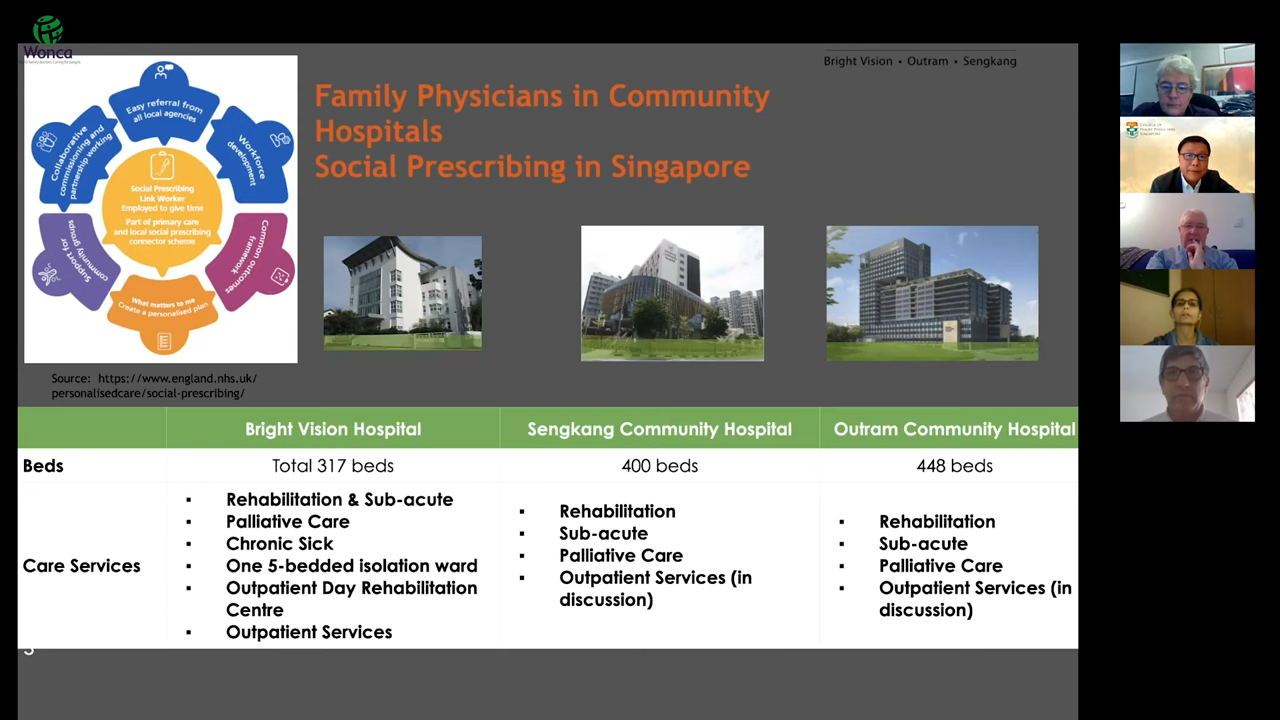 Wonca
Bright Vision • Outram • Sengkang
Family Physicians in Community
Hospitals
Social Prescribing in Singapore
Easy referral from
all local agencies
Workforce
development
Common outcomes
framework
What matters to me
Create a personalised plan
Support for
community groups
Collaborative
commissioning and
partnership working
Social Prescribing
Link Worker
Employed to give time
Part of primary care
and local social prescribing
connector scheme
Source: https://www.england.nhs.uk/
personalisedcare/social-prescribing/
Bright Vision Hospital Sengkang Community Hospital Outram Community Hospital
Beds Total 317 beds 400 beds 448 beds
Care Services
▪ Rehabilitation & Sub-acute
▪ Palliative Care
▪ Chronic Sick
▪ One 5-bedded isolation ward
▪ Outpatient Day Rehabilitation
Centre
▪ Outpatient Services
▪ Rehabilitation
▪ Sub-acute
▪ Palliative Care
▪ Outpatient Services (in
discussion)
▪ Rehabilitation
▪ Sub-acute
▪ Palliative Care
▪ Outpatient Services (in
discussion)